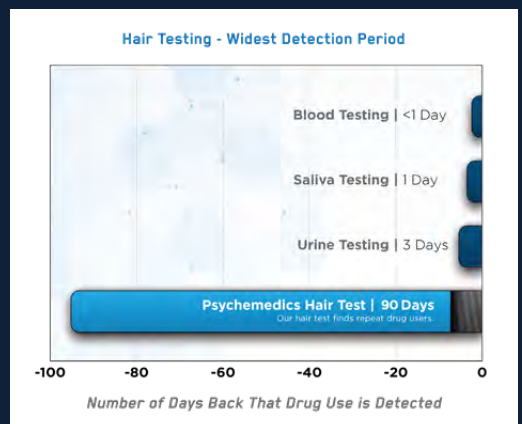 Hair Testing - Widest Detection Period
Blood Testing | <1 Day
Saliva Testing | 1 Day
Urine Testing | 3 Days
Psychemedics Hair Test | 90 Days
Our hair test finds repeat drug users.
-100 -80 -60 -40 -20 0
Number of Days Back That Drug Use is Detected